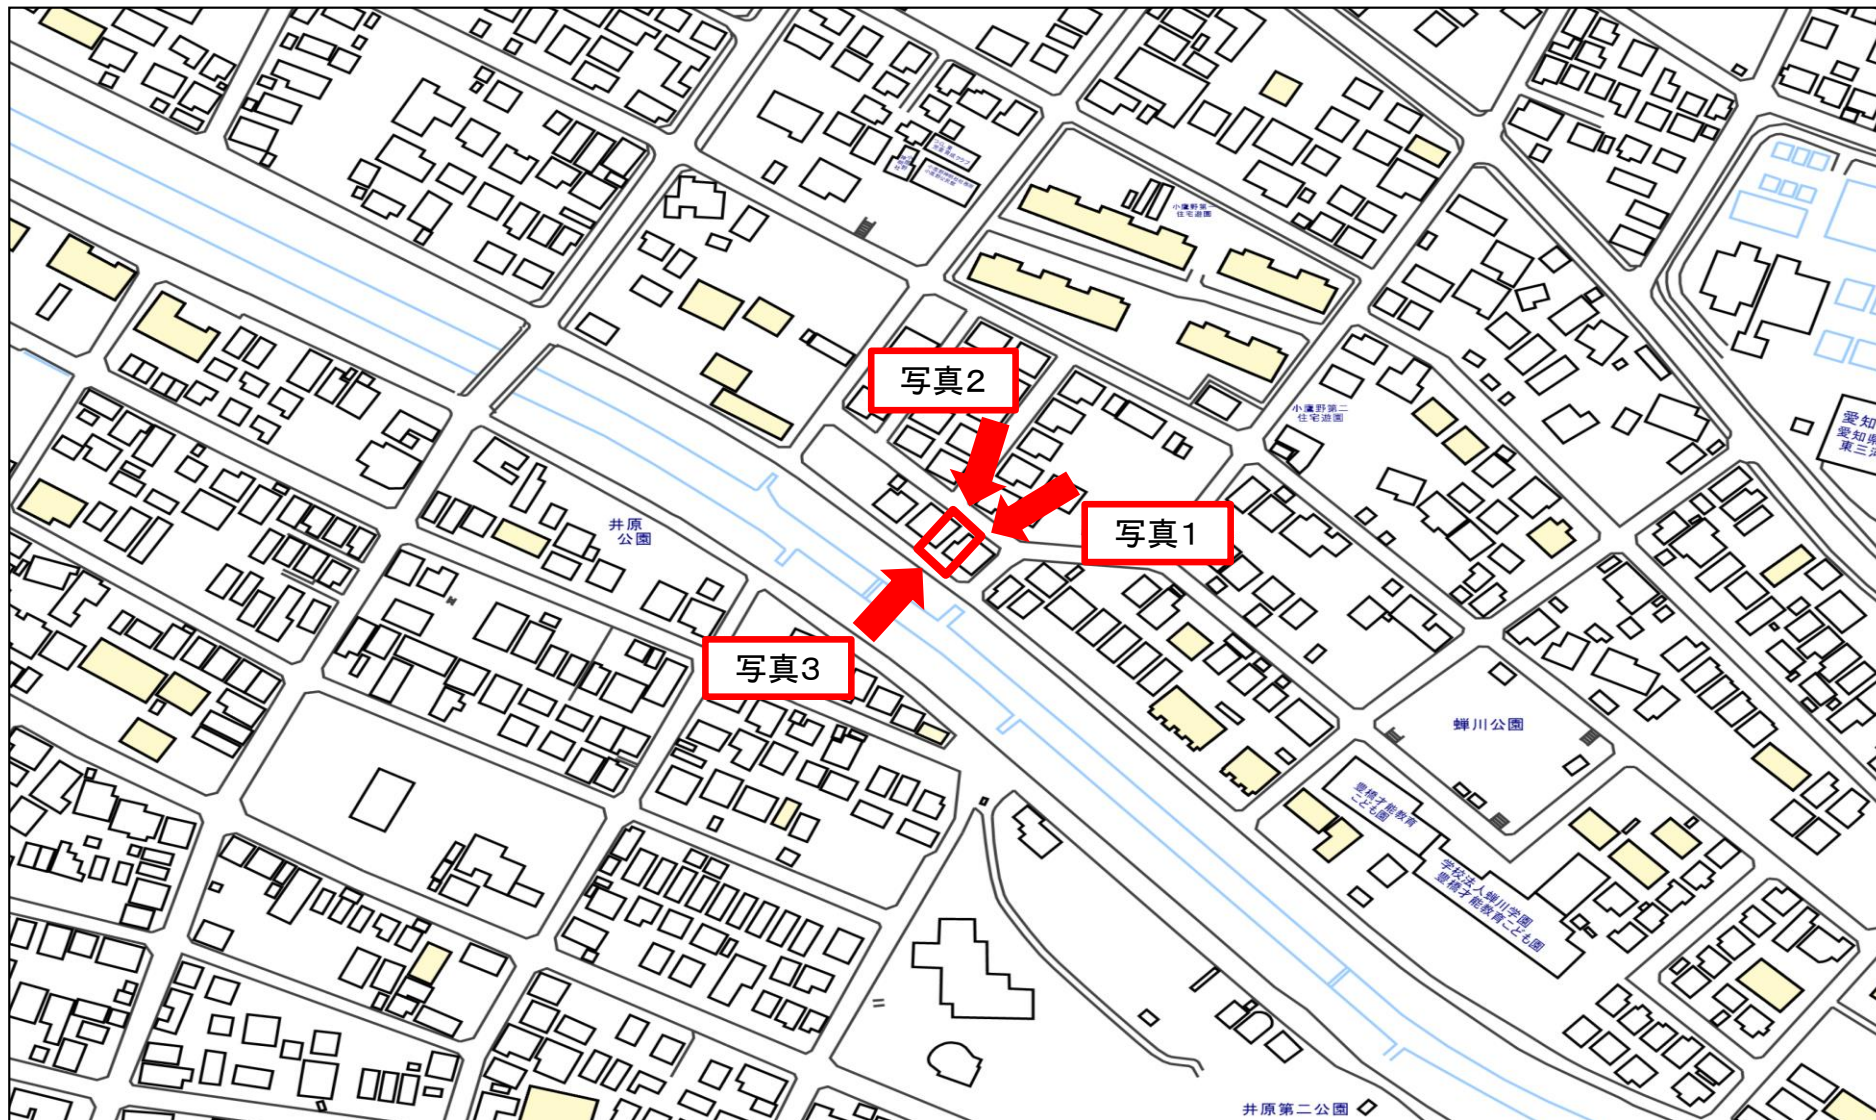 小鷹野第一
住宅遊園
写真2
小鷹野第二
住宅遊園
愛知県
東三河
井原
公園
写真1
写真3
蝉川公園
豊橋才能教育
こども園
学校法人蝉川学園
豊橋才能教育こども園
井原第二公園